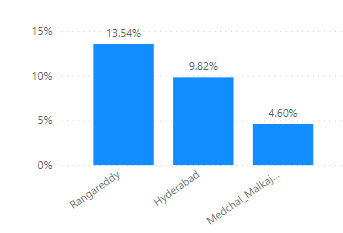 15%
13.54%
10%
9.82%
5%
4.60%
0%
Rangareddy
Hyderabad
Medchal_Malkaj...